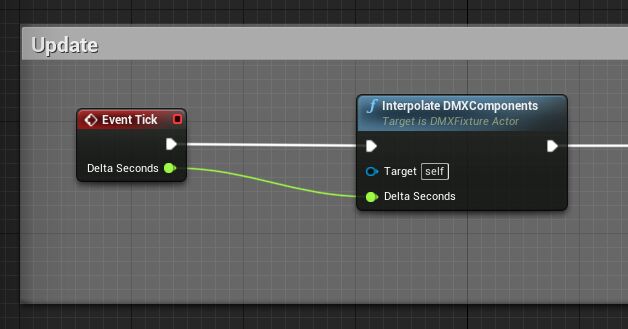 Update
Event Tick
Delta Seconds
f Interpolate DMXComponents
Target is DMXFixture Actor
Target self
Delta Seconds